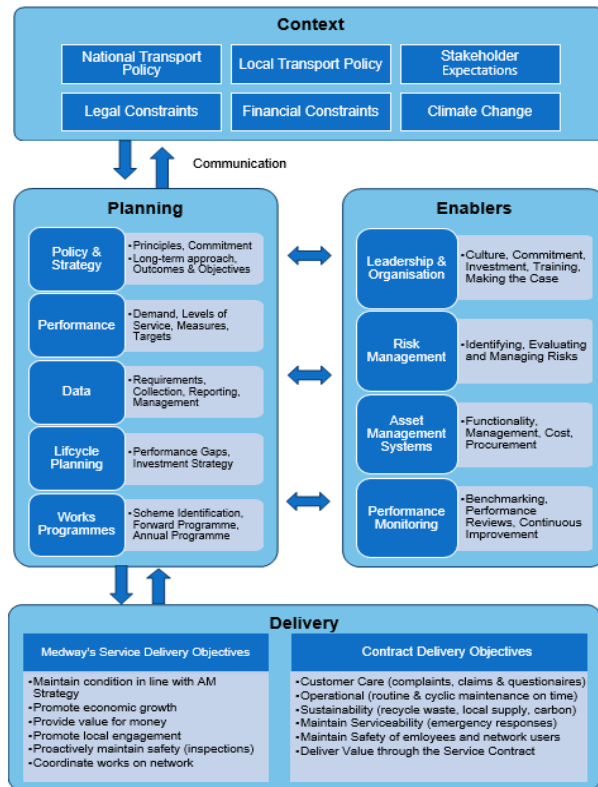 Context
National Transport
Policy
Local Transport Policy
Stakeholder
Expectations
Legal Constraints
Financial Constraints
Climate Change
Communication
Planning
Policy &
Strategy
•Principles, Commitment
•Long-term approach,
Outcomes & Objectives
Performance
•Demand, Levels of
Service, Measures,
Targets
Data
•Requirements,
Collection, Reporting,
Management
Lifcycle
Planning
•Performance Gaps,
Investment Strategy
Works
Programmes
•Scheme Identification,
Forward Programme,
Annual Programme
Enablers
Leadership &
Organisation
•Culture, Commitment,
Investment, Training,
Making the Case
Risk
Management
•Identifying, Evaluating
and Managing Risks
Asset
Management
Systems
•Functionality,
Management, Cost,
Procurement
Performance
Monitoring
•Benchmarking,
Performance
Reviews, Continuous
Improvement
Delivery
Medway's Service Delivery Objectives
•Maintain condition in line with AM
Strategy
•Promote economic growth
•Provide value for money
•Promote local engagement
•Proactively maintain safety (inspections)
•Coordinate works on network
Contract Delivery Objectives
•Customer Care (complaints, claims & questionaires)
•Operational (routine & cyclic maintenance on time)
•Sustainability (recycle waste, local supply, carbon)
•Maintain Serviceability (emergency responses)
•Maintain Safety of emloyees and network users
•Deliver Value through the Service Contract